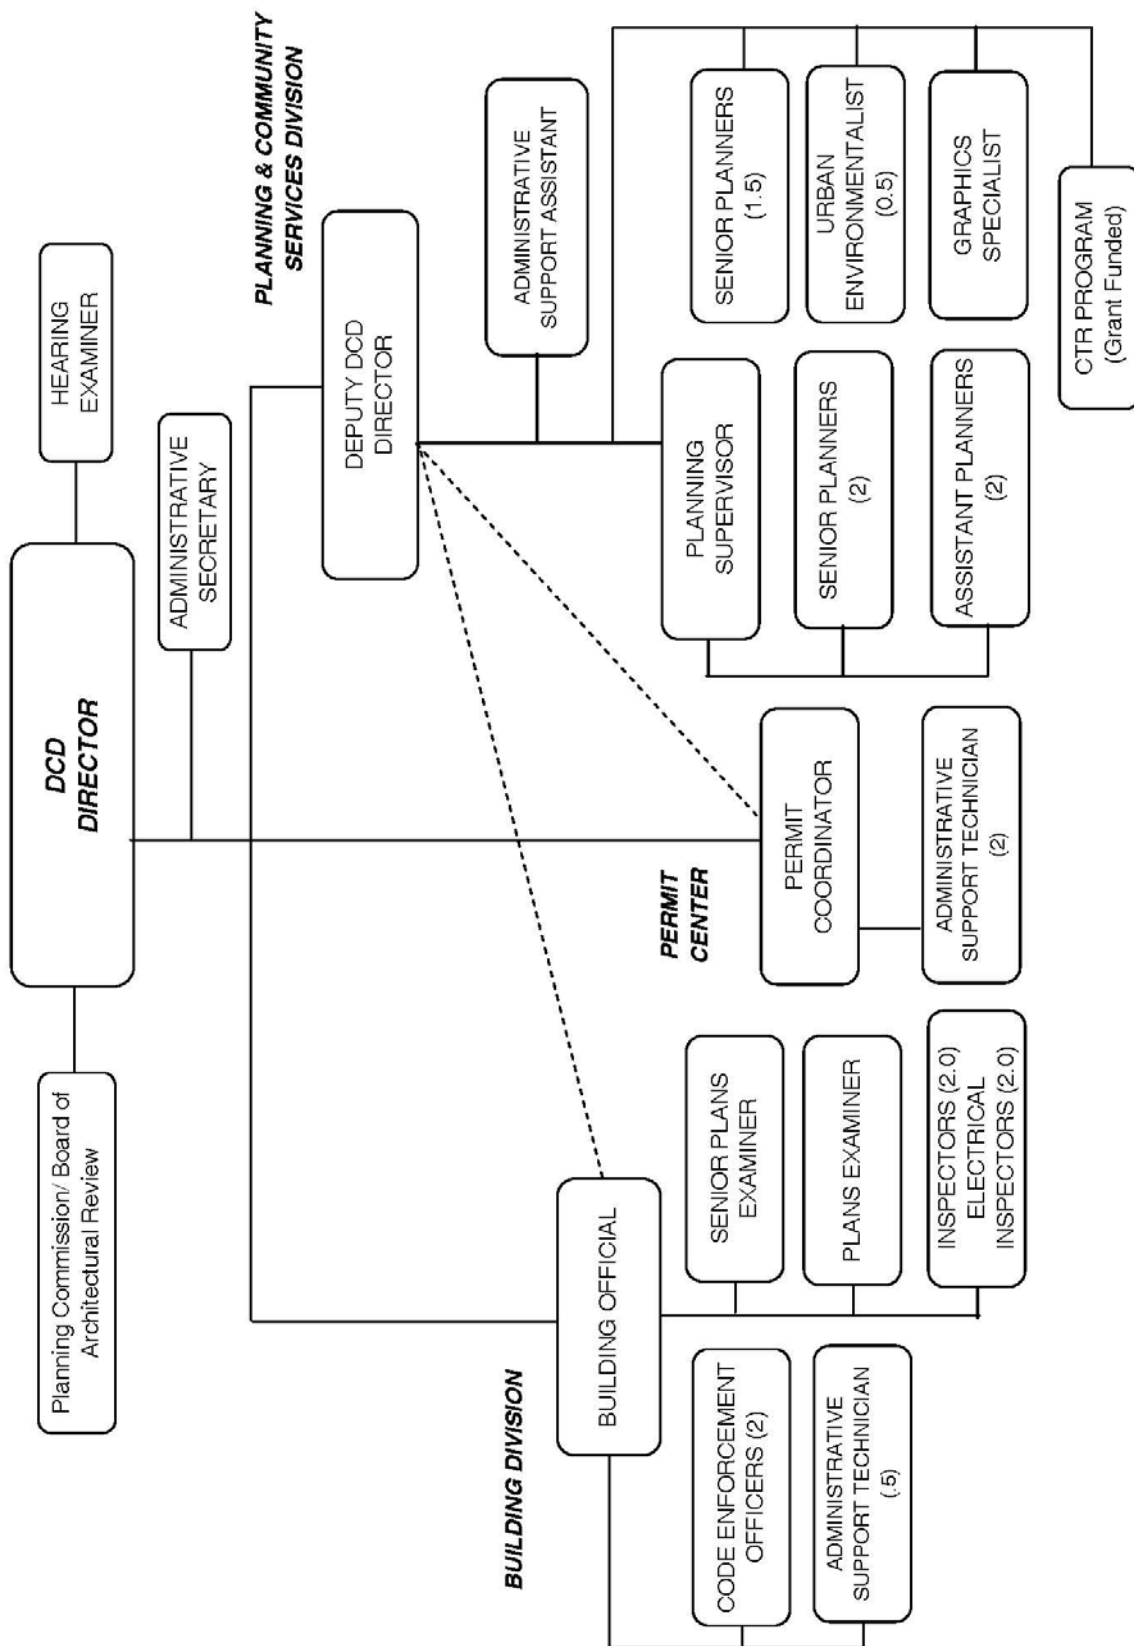 DCD
DIRECTOR
Planning Commission/ Board of
Architectural Review
HEARING
EXAMINER
ADMINISTRATIVE
SECRETARY
BUILDING DIVISION
BUILDING OFFICIAL
CODE ENFORCEMENT
OFFICERS (2)
ADMINISTRATIVE
SUPPORT TECHNICIAN
(.5)
SENIOR PLANS
EXAMINER
PLANS EXAMINER
INSPECTORS (2.0)
ELECTRICAL
INSPECTORS (2.0)
PERMIT
CENTER
PERMIT
COORDINATOR
ADMINISTRATIVE
SUPPORT TECHNICIAN
(2)
PLANNING & COMMUNITY
SERVICES DIVISION
DEPUTY DCD
DIRECTOR
ADMINISTRATIVE
SUPPORT ASSISTANT
PLANNING
SUPERVISOR
SENIOR PLANNERS
(2)
ASSISTANT PLANNERS
(2)
SENIOR PLANNERS
(1.5)
URBAN
ENVIRONMENTALIST
(0.5)
GRAPHICS
SPECIALIST
CTR PROGRAM
(Grant Funded)